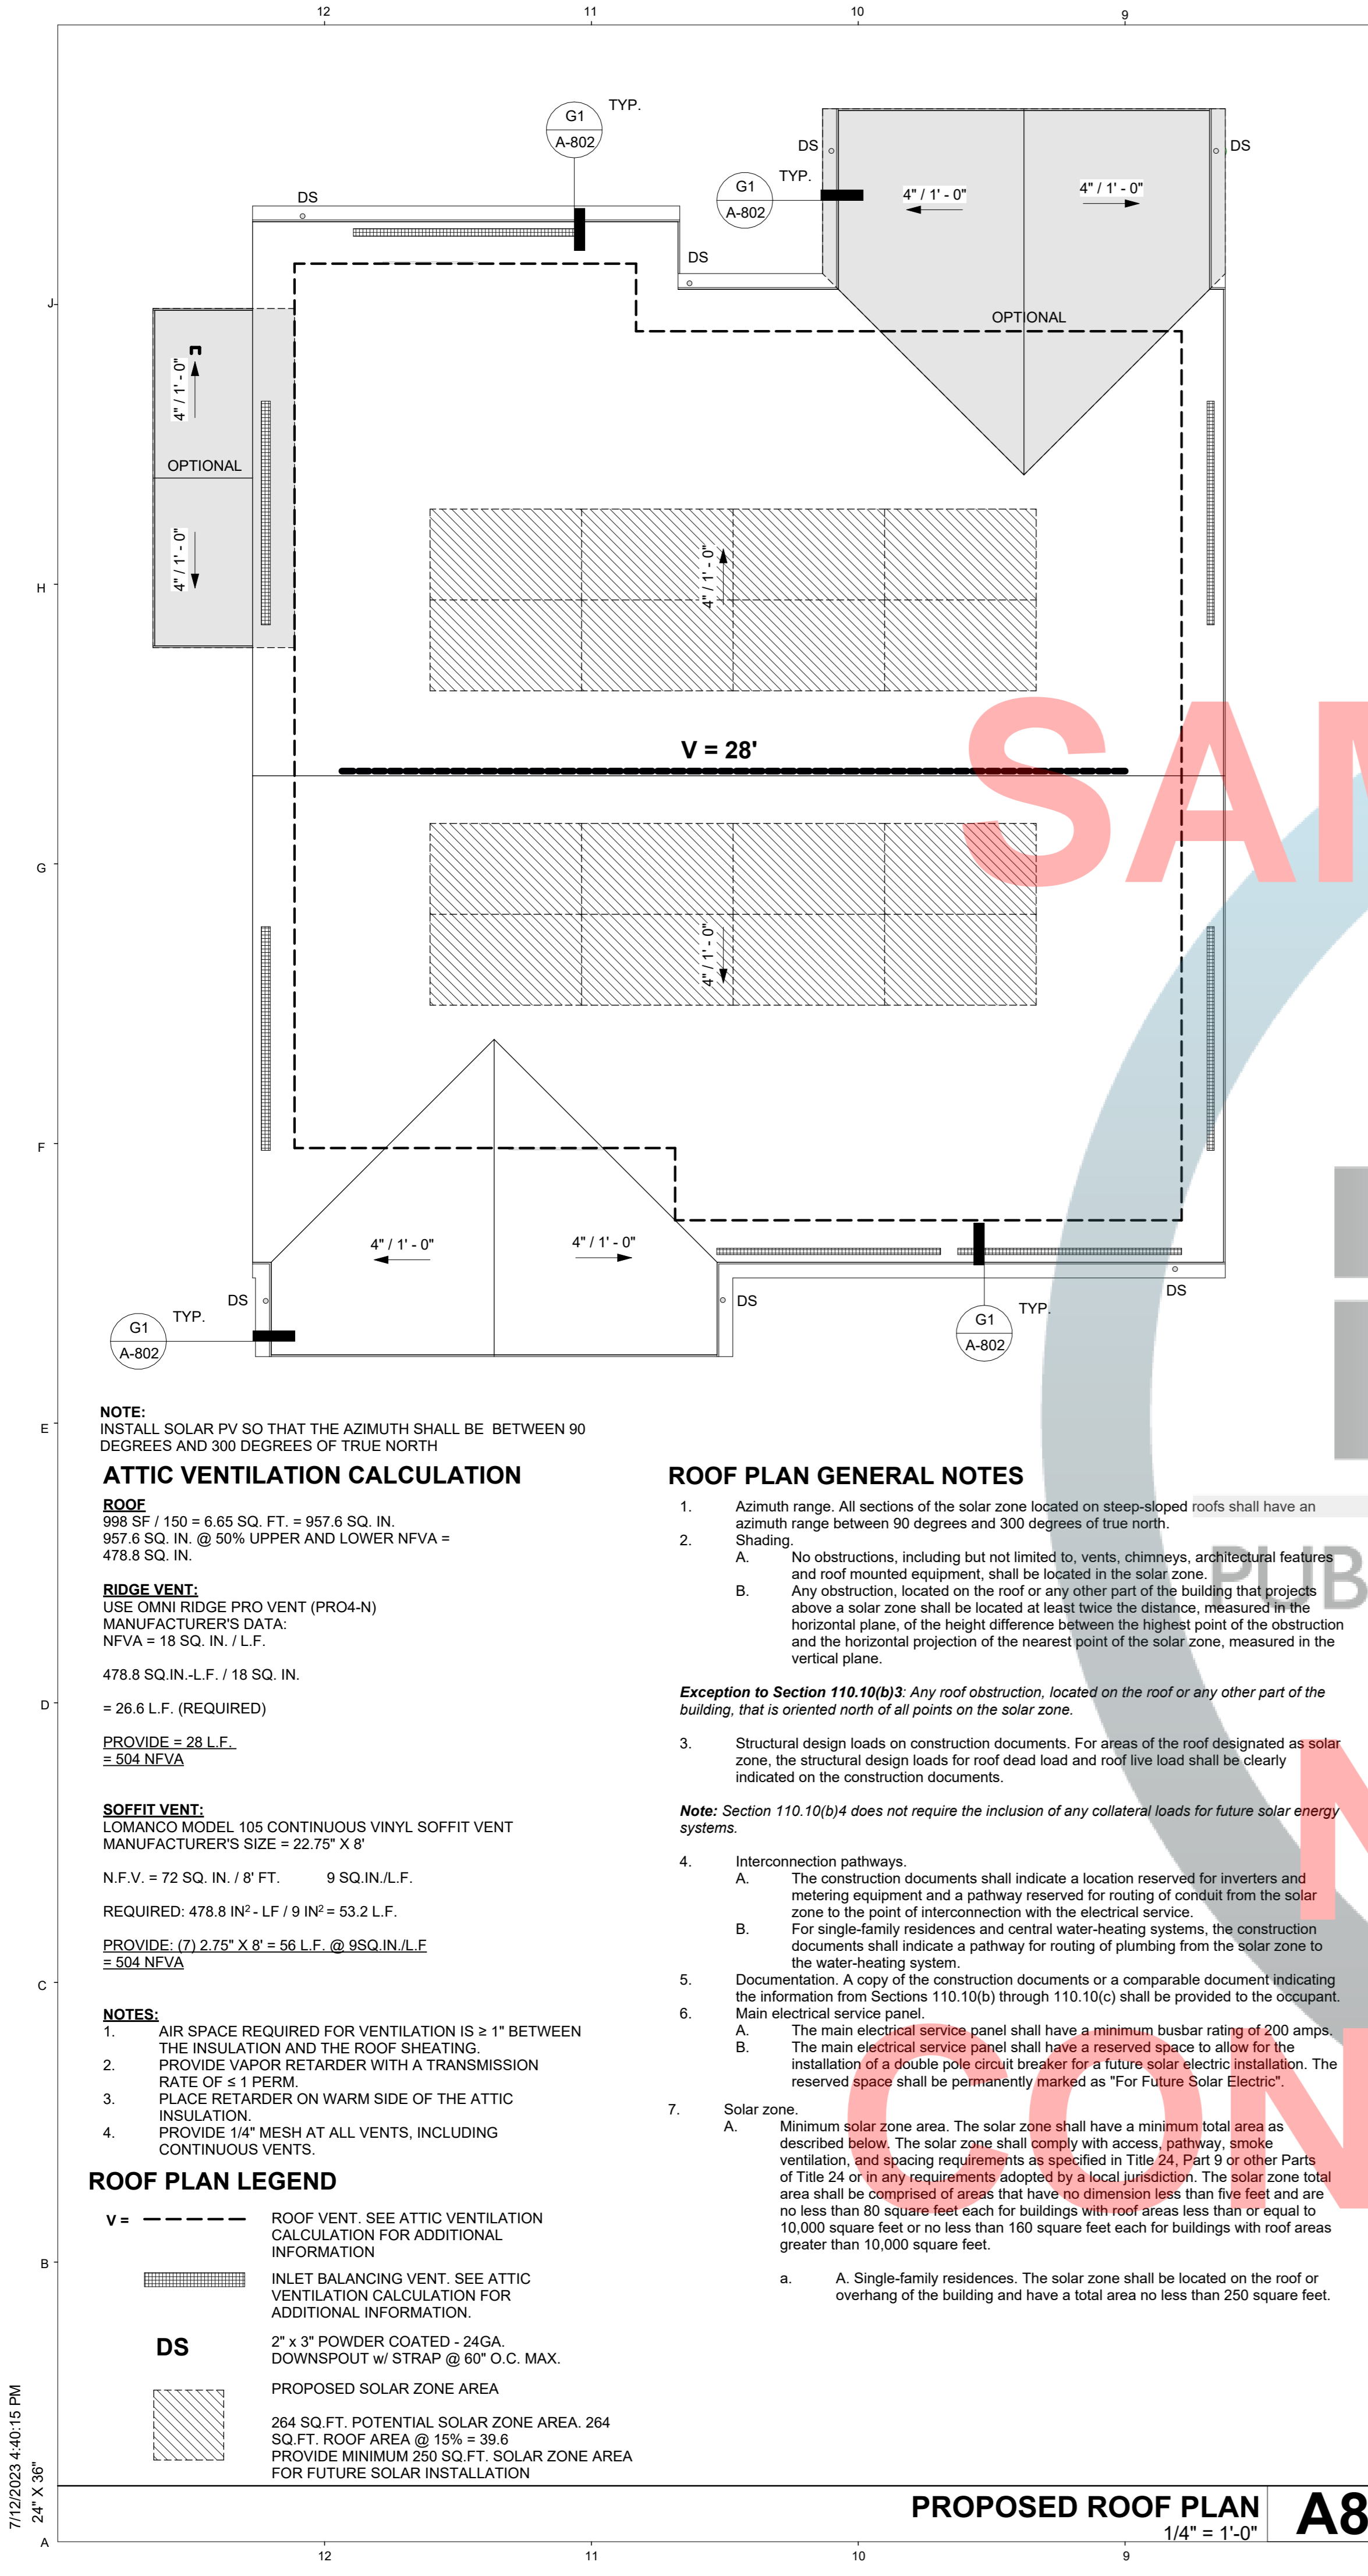 12 11 10 9
G1 TYP.
A-802
DS DS
TYP.
G1
A-802
4" / 1' - 0" 4" / 1' - 0"
DS
DS
J
OPTIONAL
4" / 1' - 0"
OPTIONAL
4" / 1' - 0"
H
4" / 1' - 0"
SAM
V = 28'
G
4" / 1' - 0"
F
4" / 1' - 0" 4" / 1' - 0"
DS DS DS
TYP.
G1
A-802
TYP.
G1
A-802
E
NOTE:
INSTALL SOLAR PV SO THAT THE AZIMUTH SHALL BE BETWEEN 90
DEGREES AND 300 DEGREES OF TRUE NORTH
ATTIC VENTILATION CALCULATION
ROOF
998 SF / 150 = 6.65 SQ. FT. = 957.6 SQ. IN.
957.6 SQ. IN. @ 50% UPPER AND LOWER NFVA =
478.8 SQ. IN.
RIDGE VENT:
USE OMNI RIDGE PRO VENT (PRO4-N)
MANUFACTURER'S DATA:
NFVA = 18 SQ. IN. / L.F.
478.8 SQ.IN.-L.F. / 18 SQ. IN.
D
= 26.6 L.F. (REQUIRED)
PROVIDE = 28 L.F.
= 504 NFVA
SOFFIT VENT:
LOMANCO MODEL 105 CONTINUOUS VINYL SOFFIT VENT
MANUFACTURER'S SIZE = 22.75" X 8'
N.F.V. = 72 SQ. IN. / 8' FT. 9 SQ.IN./L.F.
REQUIRED: 478.8 IN² - LF / 9 IN² = 53.2 L.F.
PROVIDE: (7) 2.75" X 8' = 56 L.F. @ 9SQ.IN./L.F
= 504 NFVA
C
NOTES:
1. AIR SPACE REQUIRED FOR VENTILATION IS ≥ 1" BETWEEN
THE INSULATION AND THE ROOF SHEATING.
2. PROVIDE VAPOR RETARDER WITH A TRANSMISSION
RATE OF ≤ 1 PERM.
3. PLACE RETARDER ON WARM SIDE OF THE ATTIC
INSULATION.
4. PROVIDE 1/4" MESH AT ALL VENTS, INCLUDING
CONTINUOUS VENTS.
ROOF PLAN LEGEND
V =
ROOF VENT. SEE ATTIC VENTILATION
CALCULATION FOR ADDITIONAL
INFORMATION
B
INLET BALANCING VENT. SEE ATTIC
VENTILATION CALCULATION FOR
ADDITIONAL INFORMATION.
DS
2" x 3" POWDER COATED - 24GA.
DOWNSPOUT w/ STRAP @ 60" O.C. MAX.
PROPOSED SOLAR ZONE AREA
264 SQ.FT. POTENTIAL SOLAR ZONE AREA. 264
SQ.FT. ROOF AREA @ 15% = 39.6
PROVIDE MINIMUM 250 SQ.FT. SOLAR ZONE AREA
FOR FUTURE SOLAR INSTALLATION
ROOF PLAN GENERAL NOTES
1. Azimuth range. All sections of the solar zone located on steep-sloped roofs shall have an
azimuth range between 90 degrees and 300 degrees of true north.
2. Shading.
A. No obstructions, including but not limited to, vents, chimneys, architectural features
and roof mounted equipment, shall be located in the solar zone.
B. Any obstruction, located on the roof or any other part of the building that projects
above a solar zone shall be located at least twice the distance, measured in the
horizontal plane, of the height difference between the highest point of the obstruction
and the horizontal projection of the nearest point of the solar zone, measured in the
vertical plane.
PUB
Exception to Section 110.10(b)3: Any roof obstruction, located on the roof or any other part of the
building, that is oriented north of all points on the solar zone.
3. Structural design loads on construction documents. For areas of the roof designated as solar
zone, the structural design loads for roof dead load and roof live load shall be clearly
indicated on the construction documents.
Note: Section 110.10(b)4 does not require the inclusion of any collateral loads for future solar energy
systems.
N
4. Interconnection pathways.
A. The construction documents shall indicate a location reserved for inverters and
metering equipment and a pathway reserved for routing of conduit from the solar
zone to the point of interconnection with the electrical service.
B. For single-family residences and central water-heating systems, the construction
documents shall indicate a pathway for routing of plumbing from the solar zone to
the water-heating system.
5. Documentation. A copy of the construction documents or a comparable document indicating
the information from Sections 110.10(b) through 110.10(c) shall be provided to the occupant.
6. Main electrical service panel.
A. The main electrical service panel shall have a minimum busbar rating of 200 amps.
B. The main electrical service panel shall have a reserved space to allow for the
installation of a double pole circuit breaker for a future solar electric installation. The
reserved space shall be permanently marked as "For Future Solar Electric".
CON
7. Solar zone.
A. Minimum solar zone area. The solar zone shall have a minimum total area as
described below. The solar zone shall comply with access, pathway, smoke
ventilation, and spacing requirements as specified in Title 24, Part 9 or other Parts
of Title 24 or in any requirements adopted by a local jurisdiction. The solar zone total
area shall be comprised of areas that have no dimension less than five feet and are
no less than 80 square feet each for buildings with roof areas less than or equal to
10,000 square feet or no less than 160 square feet each for buildings with roof areas
greater than 10,000 square feet.
a. A. Single-family residences. The solar zone shall be located on the roof or
overhang of the building and have a total area no less than 250 square feet.
7/12/2023 4:40:15 PM
24" X 36"
PROPOSED ROOF PLAN
1/4" = 1'-0"
A8
A
12 11 10 9